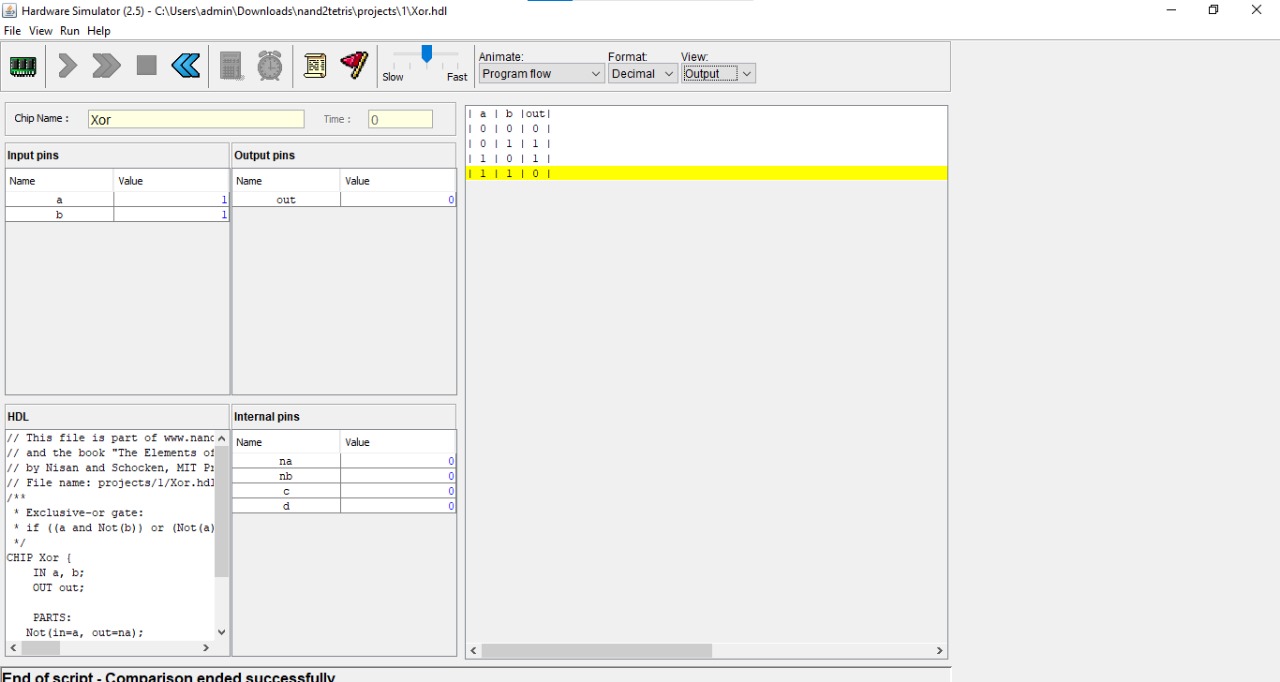 Hardware Simulator (2.5) - C:\Users\admin\Downloads\nand2tetris\projects\1\Xor.hdl
File View Run Help
Slow Fast
Animate: Format: View:
Program flow Decimal Output
Chip Name : Xor Time : 0
Input pins
Name Value
a 1
b 1
Output pins
Name Value
out 0
| a | b |out|
| 0 | 0 | 0 |
| 0 | 1 | 1 |
| 1 | 0 | 1 |
| 1 | 1 | 0 |
HDL
// This file is part of www.nand
// and the book "The Elements of
// by Nisan and Schocken, MIT Pr
// File name: projects/1/Xor.hdl
/**
* Exclusive-or gate:
* if ((a and Not(b)) or (Not(a)
*/
CHIP Xor {
IN a, b;
OUT out;
PARTS:
Not(in=a, out=na);
Internal pins
Name Value
na 0
nb 0
c 0
d 0
End of script - Comparison ended successfully